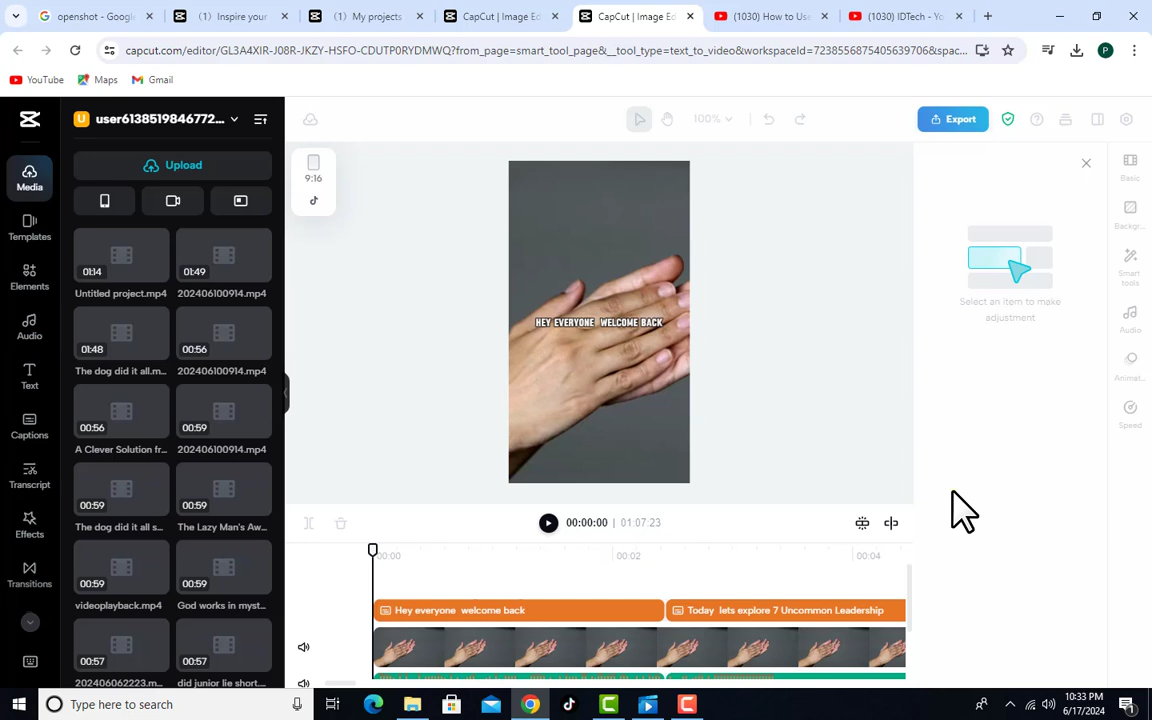 openshot - Google
(1) Inspire your
(1) My projects
CapCut | Image Ed
CapCut | Image Ed
(1030) How to Use
(1030) IDTech - Yo
capcut.com/editor/GL3A4XIR-J08R-JKZY-HSFO-CDUTP0RYDMWQ?from_page=smart_tool_page&__tool_type=text_to_video&workspaceId=7238556875405639706&spac...
P
YouTube
Maps
Gmail
U
user6138519846772...
100%
Export
Upload
Media
Templates
Elements
Audio
Text
Captions
Transcript
Effects
Transitions
01:14
01:49
Untitled project.mp4
202406100914.mp4
01:48
00:56
The dog did it all.m...
202406100914.mp4
00:56
00:59
A Clever Solution fr...
202406100914.mp4
00:59
00:59
The dog did it all s...
The Lazy Man's Aw...
00:59
00:59
videoplayback.mp4
God works in myst...
00:57
00:57
202406062223.m...
did junior lie short...
9:16
HEY EVERYONE WELCOME BACK
Select an item to make
adjustment
Basic
Backgr...
Smart
tools
Audio
Animat...
Speed
00:00:00 | 01:07:23
00:00
00:02
00:04
Hey everyone welcome back
Today lets explore 7 Uncommon Leadership
Type here to search
10:33 PM
6/17/2024
1